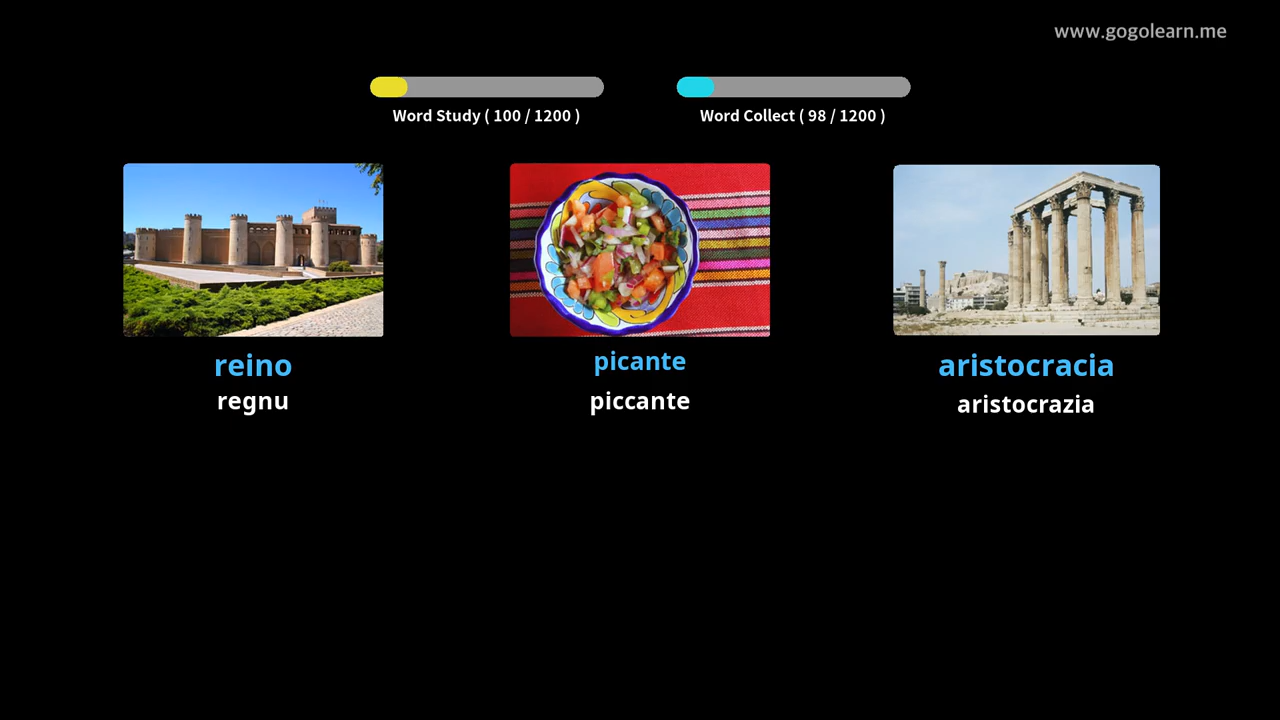 www.gogolearn.me
Word Study ( 100 / 1200 )
Word Collect ( 98 / 1200 )
reino
regnu
picante
piccante
aristocracia
aristocrazia